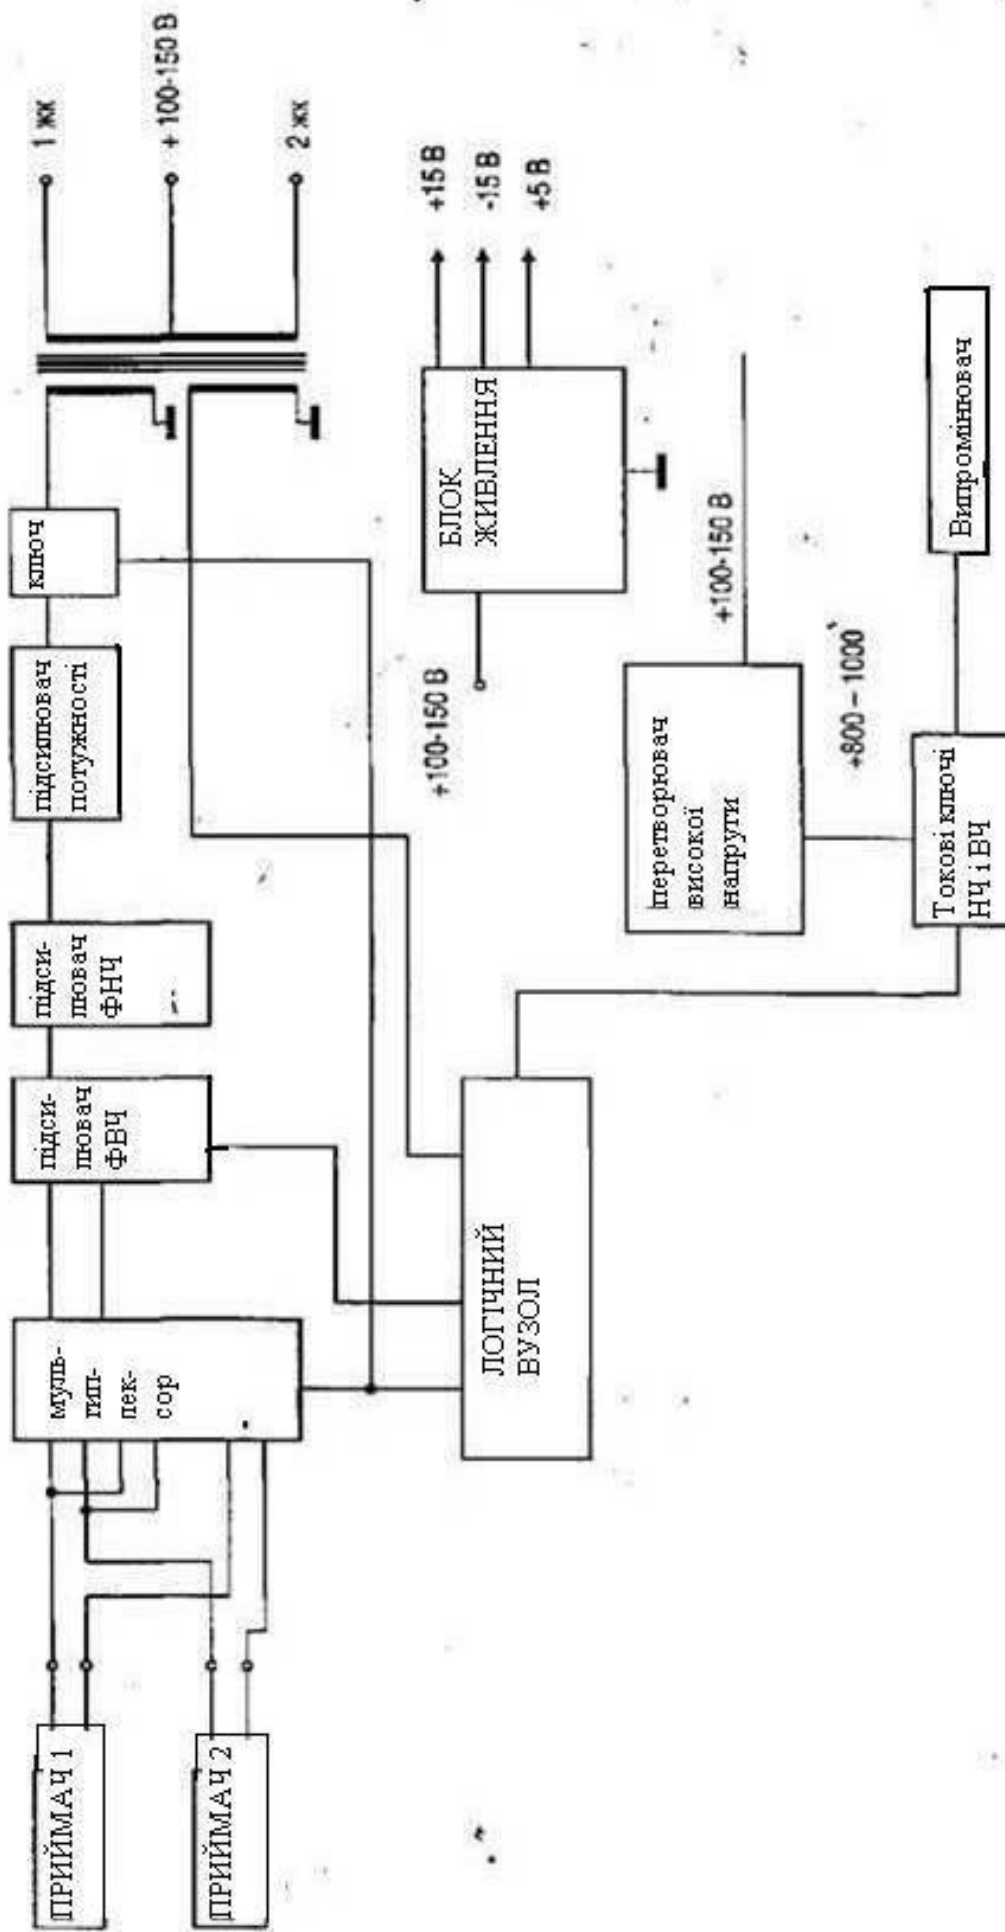 ПРИЙМАЧ 1
ПРИЙМАЧ 2
муль-
тип-
лек-
сор
підси-
лювач
ФВЧ
підси-
лювач
ФНЧ
підсилювач
потужності
ключ
1 жк
+ 100-150 В
2 жк
ЛОГІЧНИЙ
ВУЗОЛ
+100-150 В
БЛОК
ЖИВЛЕННЯ
+15 В
-15 В
+5 В
перетворювач
високої
напруги
+100-150 В
+800 – 1000
Токові ключі
НЧ і ВЧ
Випромінювач